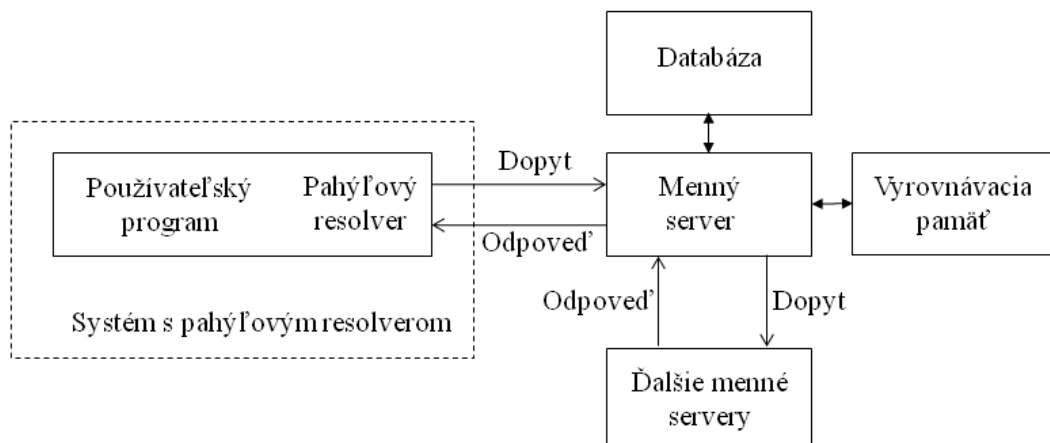 Databáza
Používateľský
program
Pahýľový
resolver
Dopyt
Odpoveď
Menný
server
Vyrovnávacia
pamäť
Systém s pahýľovým resolverom
Odpoveď
Dopyt
Ďalšie menné
servery